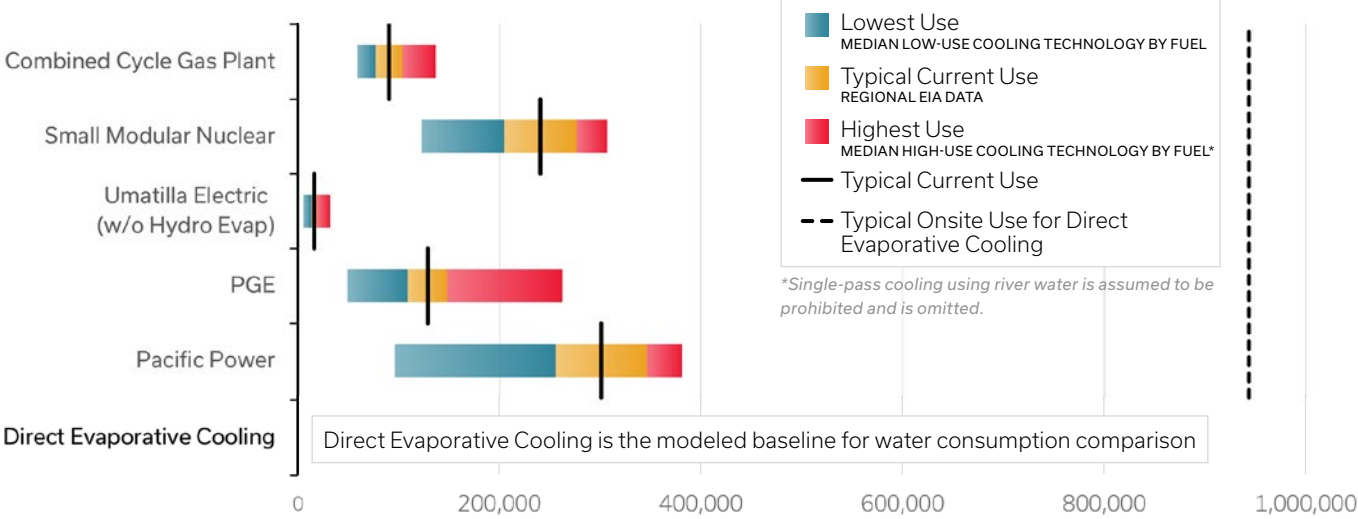 Combined Cycle Gas Plant
Small Modular Nuclear
Umatilla Electric
(w/o Hydro Evap)
PGE
Pacific Power
Direct Evaporative Cooling
Lowest Use
MEDIAN LOW-USE COOLING TECHNOLOGY BY FUEL
Typical Current Use
REGIONAL EIA DATA
Highest Use
MEDIAN HIGH-USE COOLING TECHNOLOGY BY FUEL*
Typical Current Use
Typical Onsite Use for Direct
Evaporative Cooling
*Single-pass cooling using river water is assumed to be
prohibited and is omitted.
Direct Evaporative Cooling is the modeled baseline for water consumption comparison
0 200,000 400,000 600,000 800,000 1,000,000